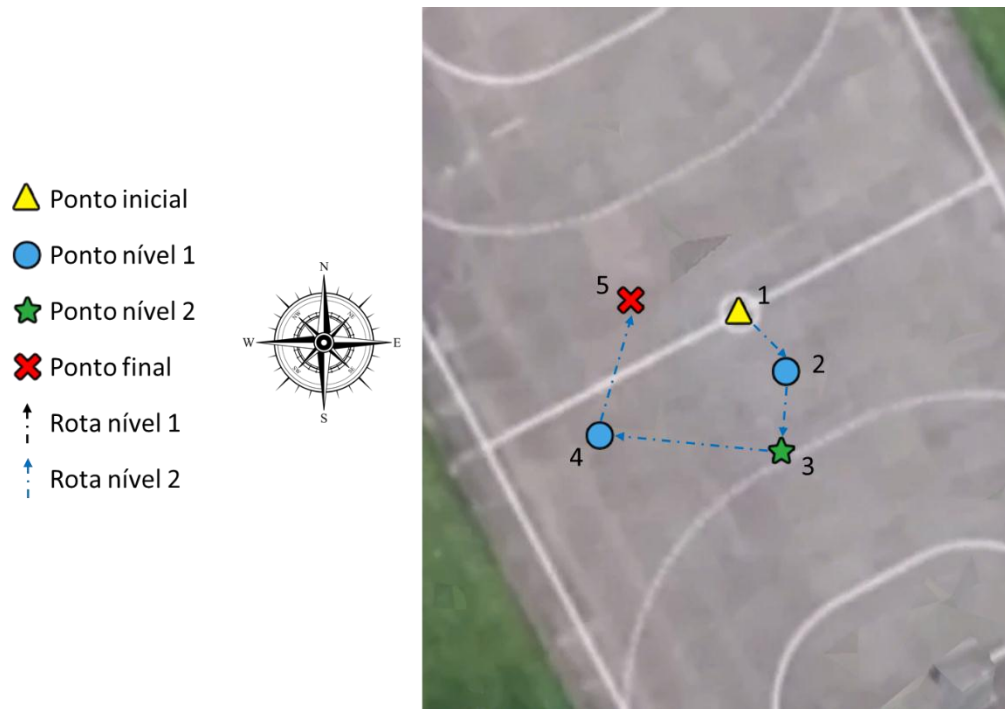 Ponto inicial
Ponto nível 1
Ponto nível 2
Ponto final
Rota nível 1
Rota nível 2
N
W
E
S
1
2
3
4
5